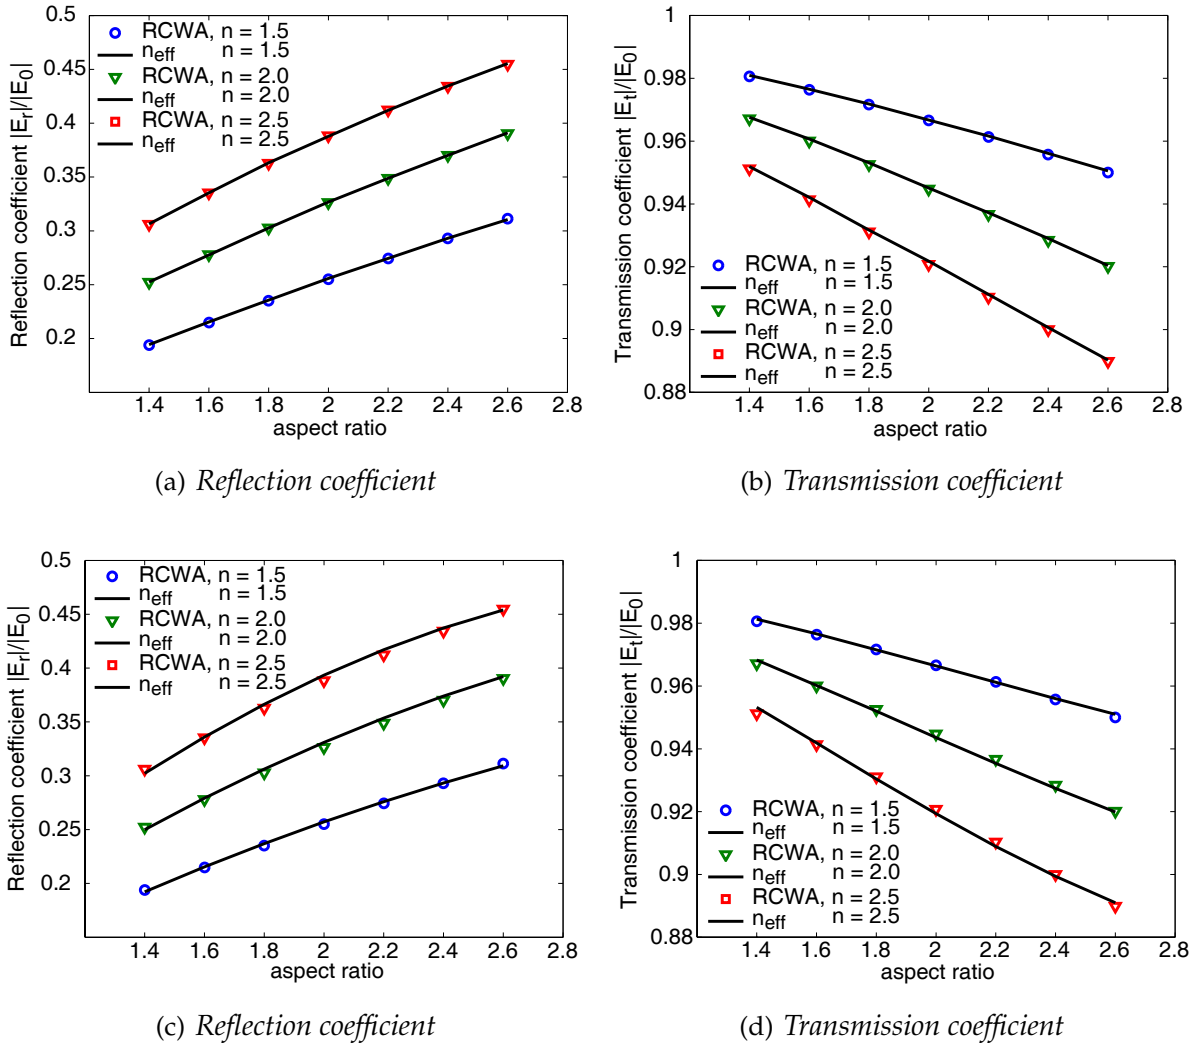 0.5
0.45
0.4
0.35
0.3
0.25
0.2
Reflection coefficient |E_r|/|E_0|
RCWA, n = 1.5
n_eff n = 1.5
RCWA, n = 2.0
n_eff n = 2.0
RCWA, n = 2.5
n_eff n = 2.5
1.4 1.6 1.8 2 2.2 2.4 2.6 2.8
aspect ratio
(a) Reflection coefficient
1
0.98
0.96
0.94
0.92
0.9
0.88
Transmission coefficient |E_t|/|E_0|
RCWA, n = 1.5
n_eff n = 1.5
RCWA, n = 2.0
n_eff n = 2.0
RCWA, n = 2.5
n_eff n = 2.5
1.4 1.6 1.8 2 2.2 2.4 2.6 2.8
aspect ratio
(b) Transmission coefficient
0.5
0.45
0.4
0.35
0.3
0.25
0.2
Reflection coefficient |E_r|/|E_0|
RCWA, n = 1.5
n_eff n = 1.5
RCWA, n = 2.0
n_eff n = 2.0
RCWA, n = 2.5
n_eff n = 2.5
1.4 1.6 1.8 2 2.2 2.4 2.6 2.8
aspect ratio
(c) Reflection coefficient
1
0.98
0.96
0.94
0.92
0.9
0.88
Transmission coefficient |E_t|/|E_0|
RCWA, n = 1.5
n_eff n = 1.5
RCWA, n = 2.0
n_eff n = 2.0
RCWA, n = 2.5
n_eff n = 2.5
1.4 1.6 1.8 2 2.2 2.4 2.6 2.8
aspect ratio
(d) Transmission coefficient